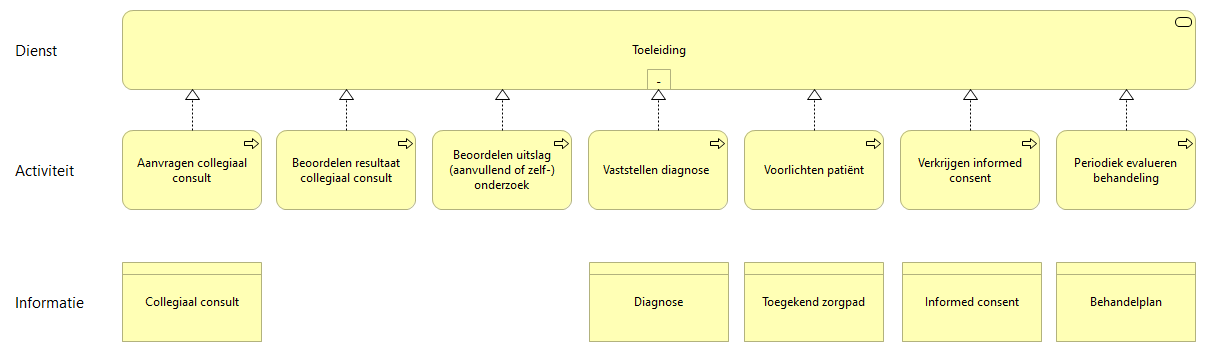 Dienst
Toeleiding
-
Activiteit
Aanvragen collegiaal
consult
Beoordelen resultaat
collegiaal consult
Beoordelen uitslag
(aanvullend of zelf-)
onderzoek
Vaststellen diagnose
Voorlichten patiënt
Verkrijgen informed
consent
Periodiek evalueren
behandeling
Informatie
Collegiaal consult
Diagnose
Toegekend zorgpad
Informed consent
Behandelplan